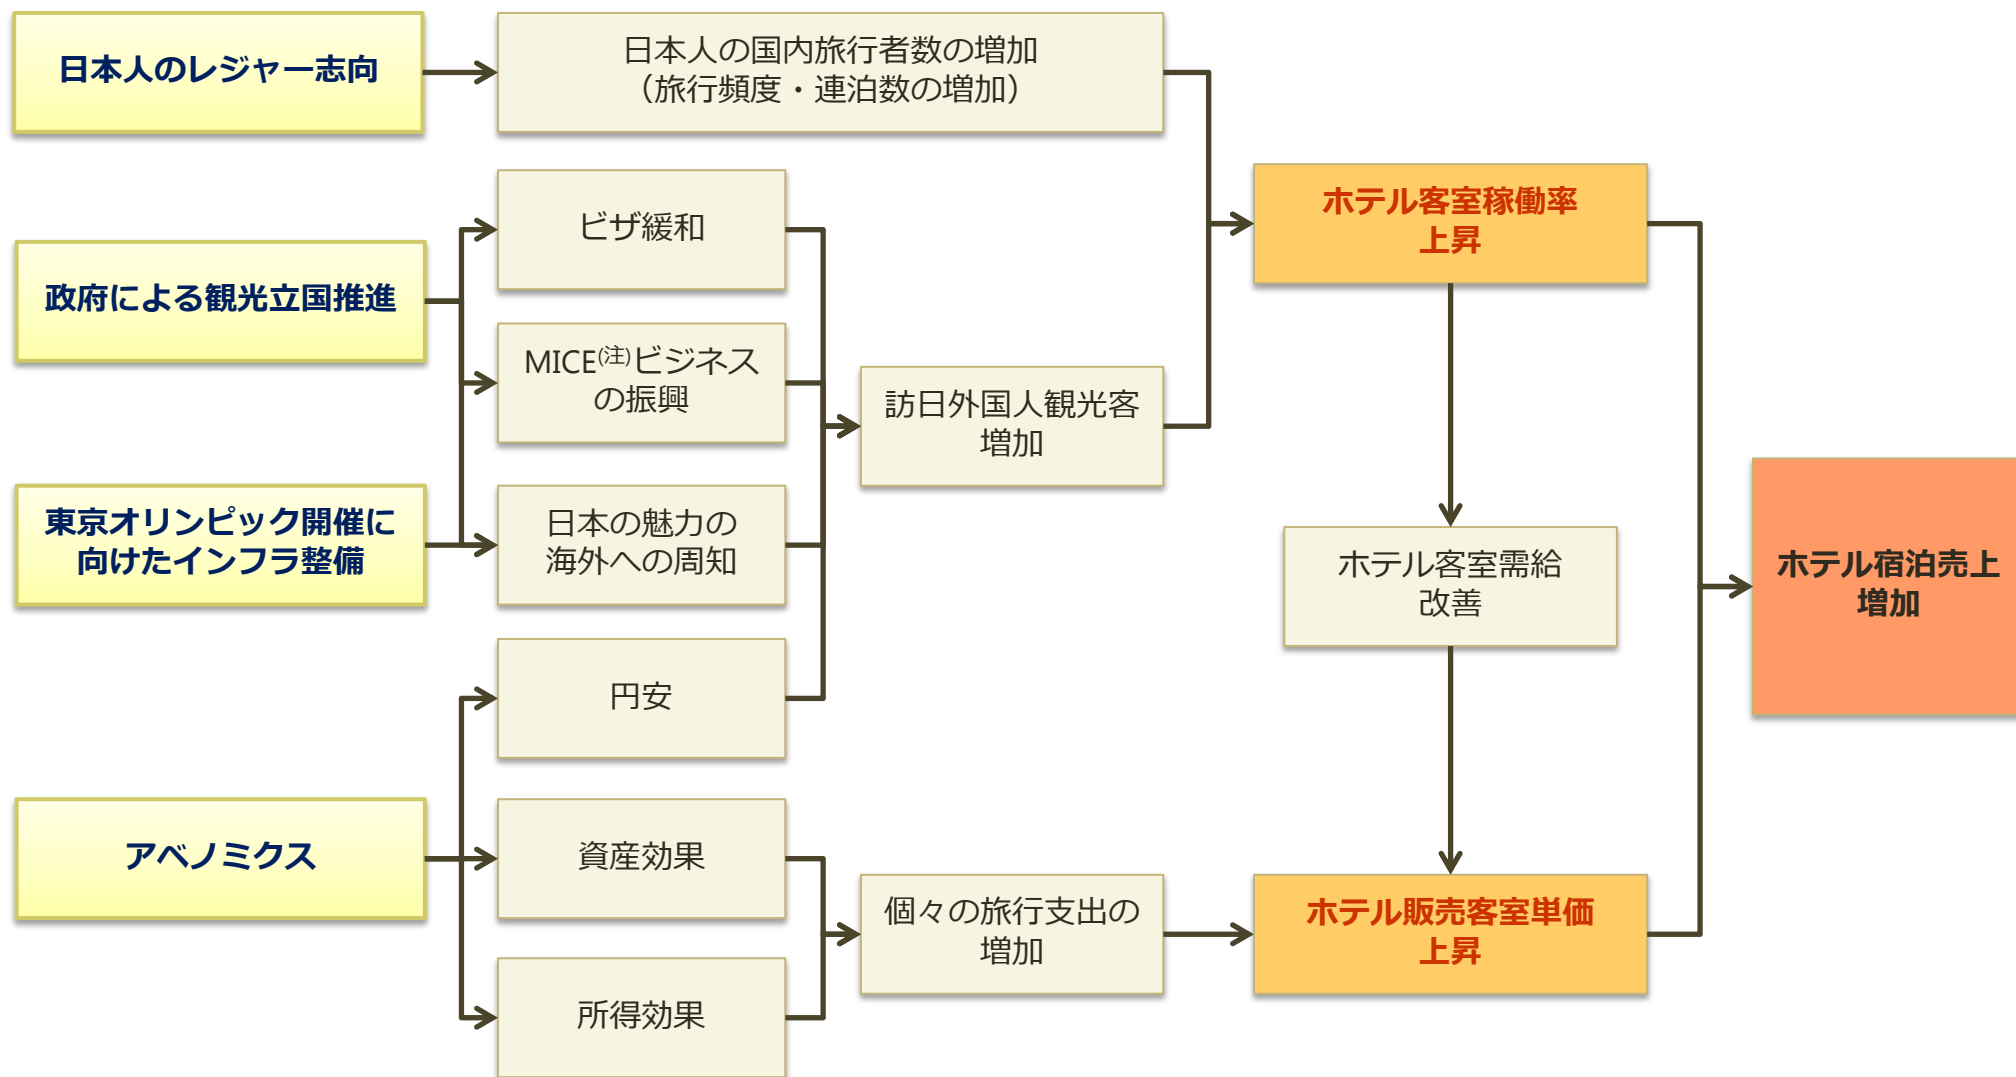 日本人のレジャー志向
日本人の国内旅行者数の増加
（旅行頻度・連泊数の増加）
ビザ緩和
ホテル客室稼働率
上昇
政府による観光立国推進
MICE(注)ビジネス
の振興
訪日外国人観光客
増加
東京オリンピック開催に
向けたインフラ整備
日本の魅力の
海外への周知
ホテル客室需給
改善
ホテル宿泊売上
増加
円安
アベノミクス
資産効果
個々の旅行支出の
増加
ホテル販売客室単価
上昇
所得効果